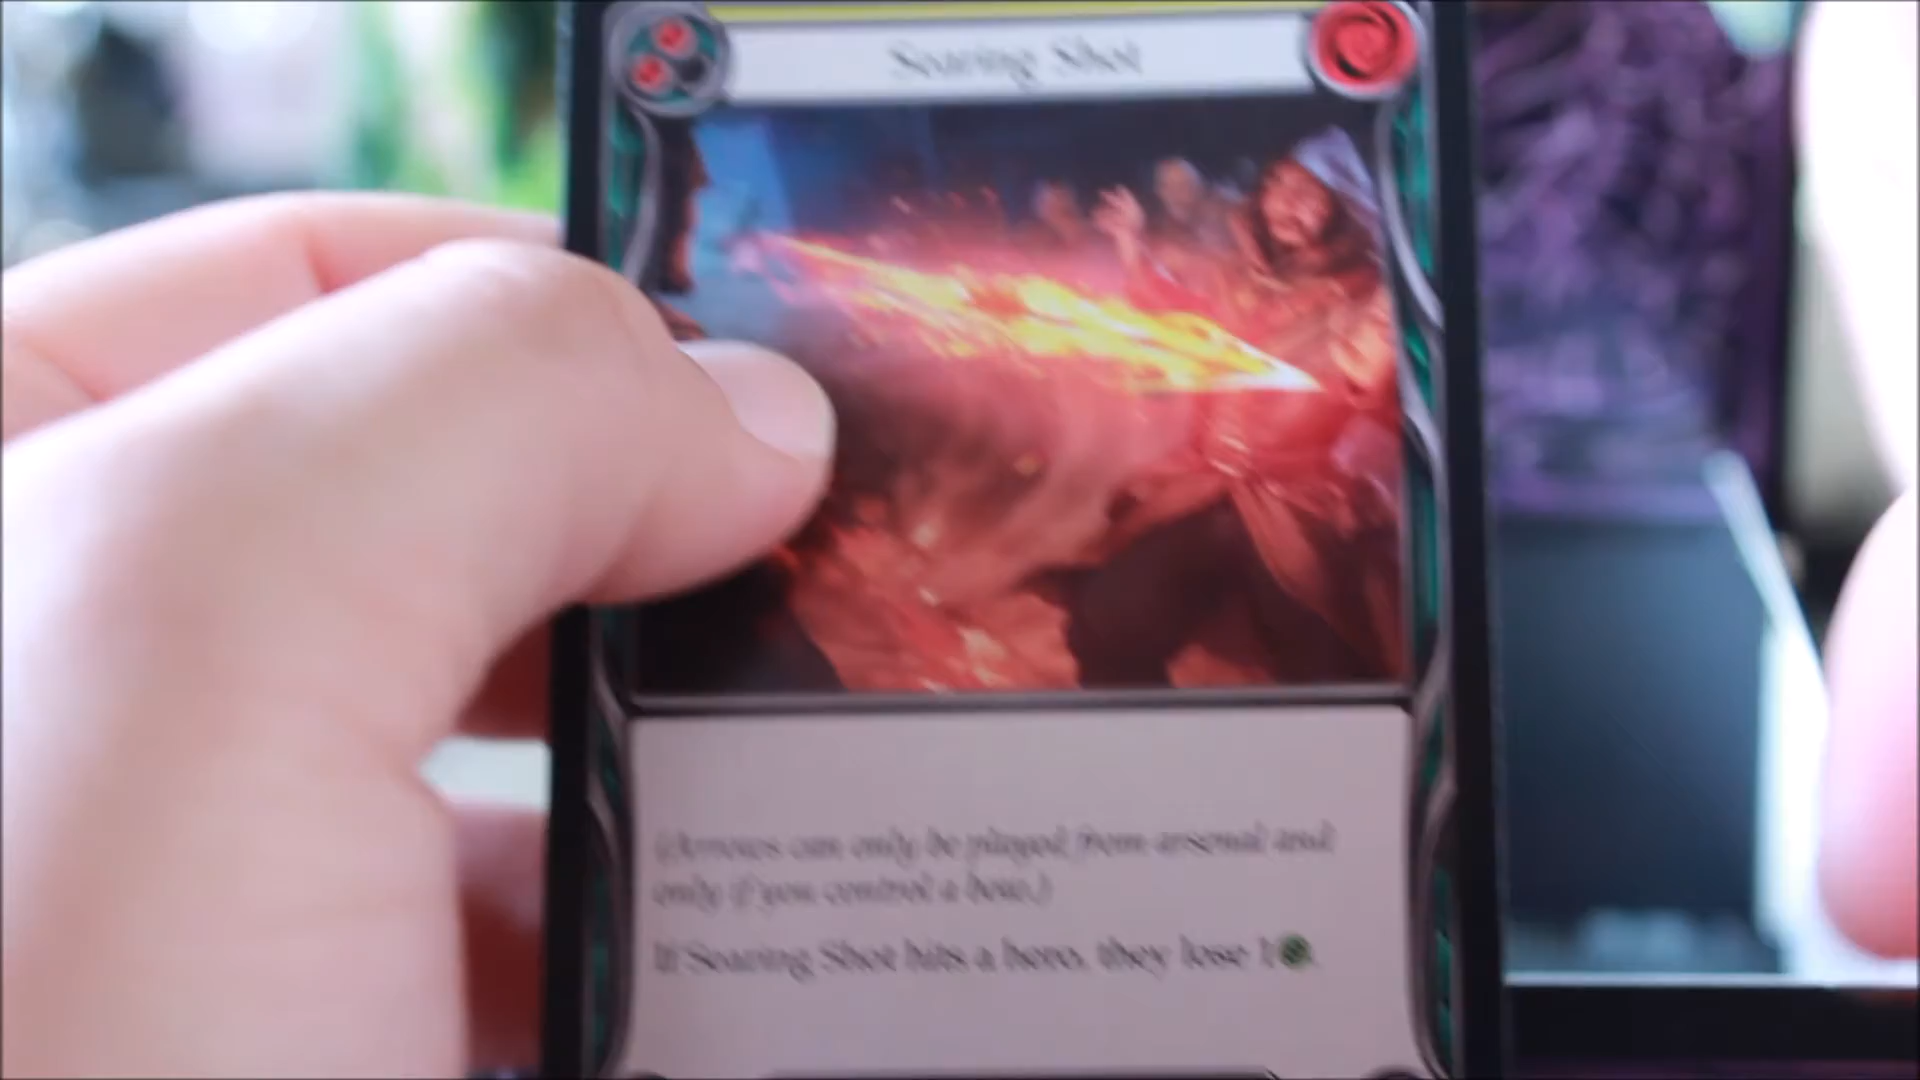 Searing Shot
(Arrows can only be played from arsenal and
only if you control a bow.)
If Searing Shot hits a hero, they lose 1